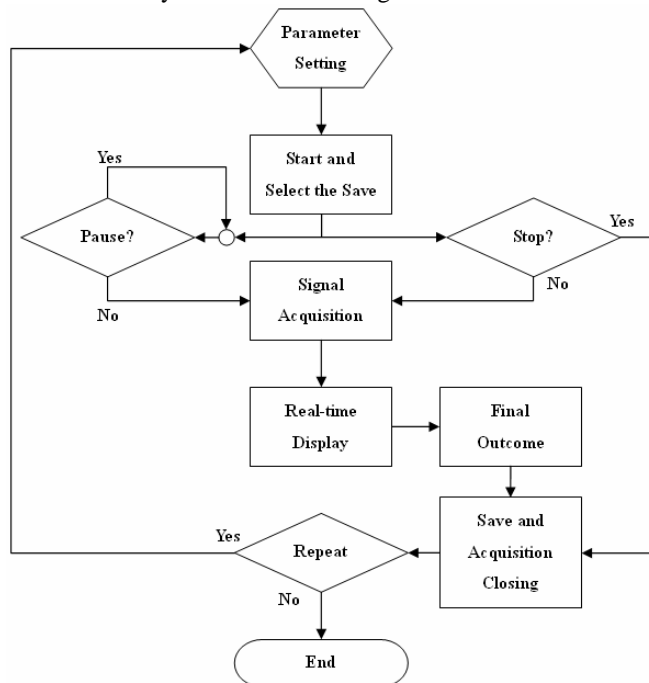 Parameter
Setting
Start and
Select the Save
Yes
Pause?
Stop?
Yes
No
Signal
Acquisition
No
Real-time
Display
Final
Outcome
Save and
Acquisition
Closing
Yes
Repeat
No
End